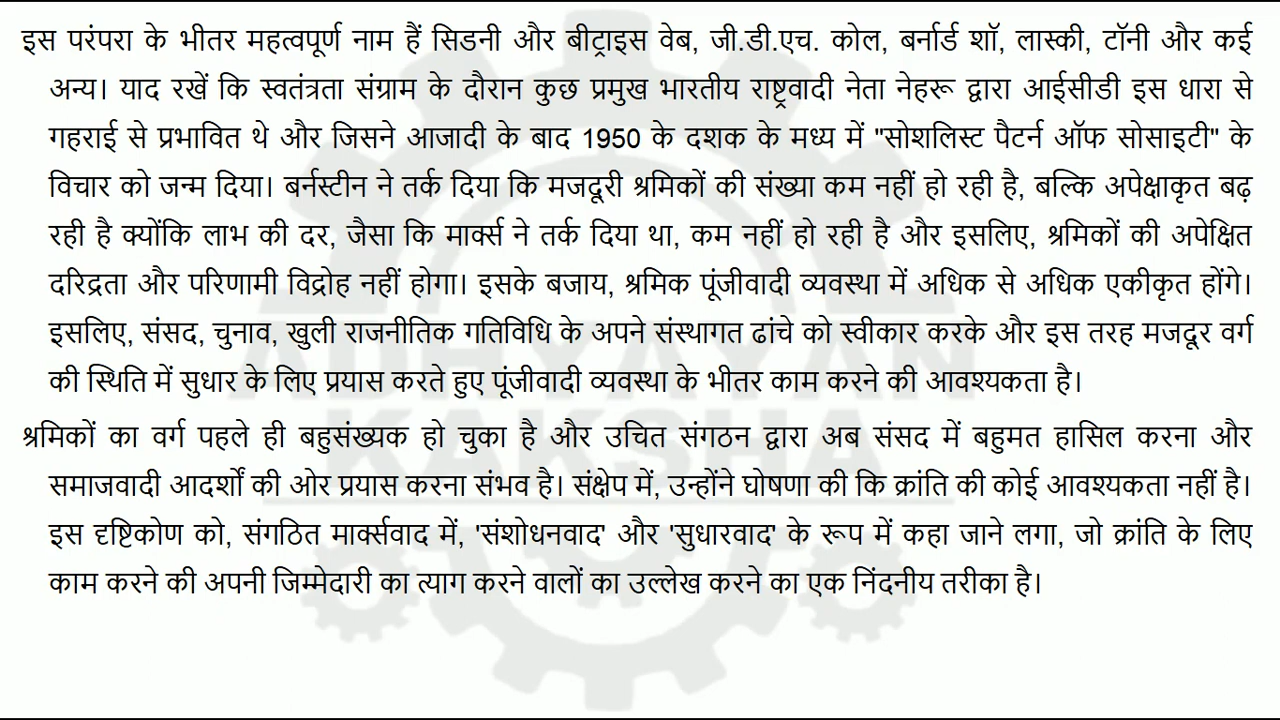 इस परंपरा के भीतर महत्वपूर्ण नाम हैं सिडनी और बीट्राइस वेब, जी.डी.एच. कोल, बर्नार्ड शॉ, लास्की, टॉनी और कई
अन्य। याद रखें कि स्वतंत्रता संग्राम के दौरान कुछ प्रमुख भारतीय राष्ट्रवादी नेता नेहरू द्वारा आईसीडी इस धारा से
गहराई से प्रभावित थे और जिसने आजादी के बाद 1950 के दशक के मध्य में "सोशलिस्ट पैटर्न ऑफ सोसाइटी" के
विचार को जन्म दिया। बर्नस्टीन ने तर्क दिया कि मजदूरी श्रमिकों की संख्या कम नहीं हो रही है, बल्कि अपेक्षाकृत बढ़
रही है क्योंकि लाभ की दर, जैसा कि मार्क्स ने तर्क दिया था, कम नहीं हो रही है और इसलिए, श्रमिकों की अपेक्षित
दरिद्रता और परिणामी विद्रोह नहीं होगा। इसके बजाय, श्रमिक पूंजीवादी व्यवस्था में अधिक से अधिक एकीकृत होंगे।
इसलिए, संसद, चुनाव, खुली राजनीतिक गतिविधि के अपने संस्थागत ढांचे को स्वीकार करके और इस तरह मजदूर वर्ग
की स्थिति में सुधार के लिए प्रयास करते हुए पूंजीवादी व्यवस्था के भीतर काम करने की आवश्यकता है।
श्रमिकों का वर्ग पहले ही बहुसंख्यक हो चुका है और उचित संगठन द्वारा अब संसद में बहुमत हासिल करना और
समाजवादी आदर्शों की ओर प्रयास करना संभव है। संक्षेप में, उन्होंने घोषणा की कि क्रांति की कोई आवश्यकता नहीं है।
इस दृष्टिकोण को, संगठित मार्क्सवाद में, 'संशोधनवाद' और 'सुधारवाद' के रूप में कहा जाने लगा, जो क्रांति के लिए
काम करने की अपनी जिम्मेदारी का त्याग करने वालों का उल्लेख करने का एक निंदनीय तरीका है।
ADHYAYAN
KAKSHA